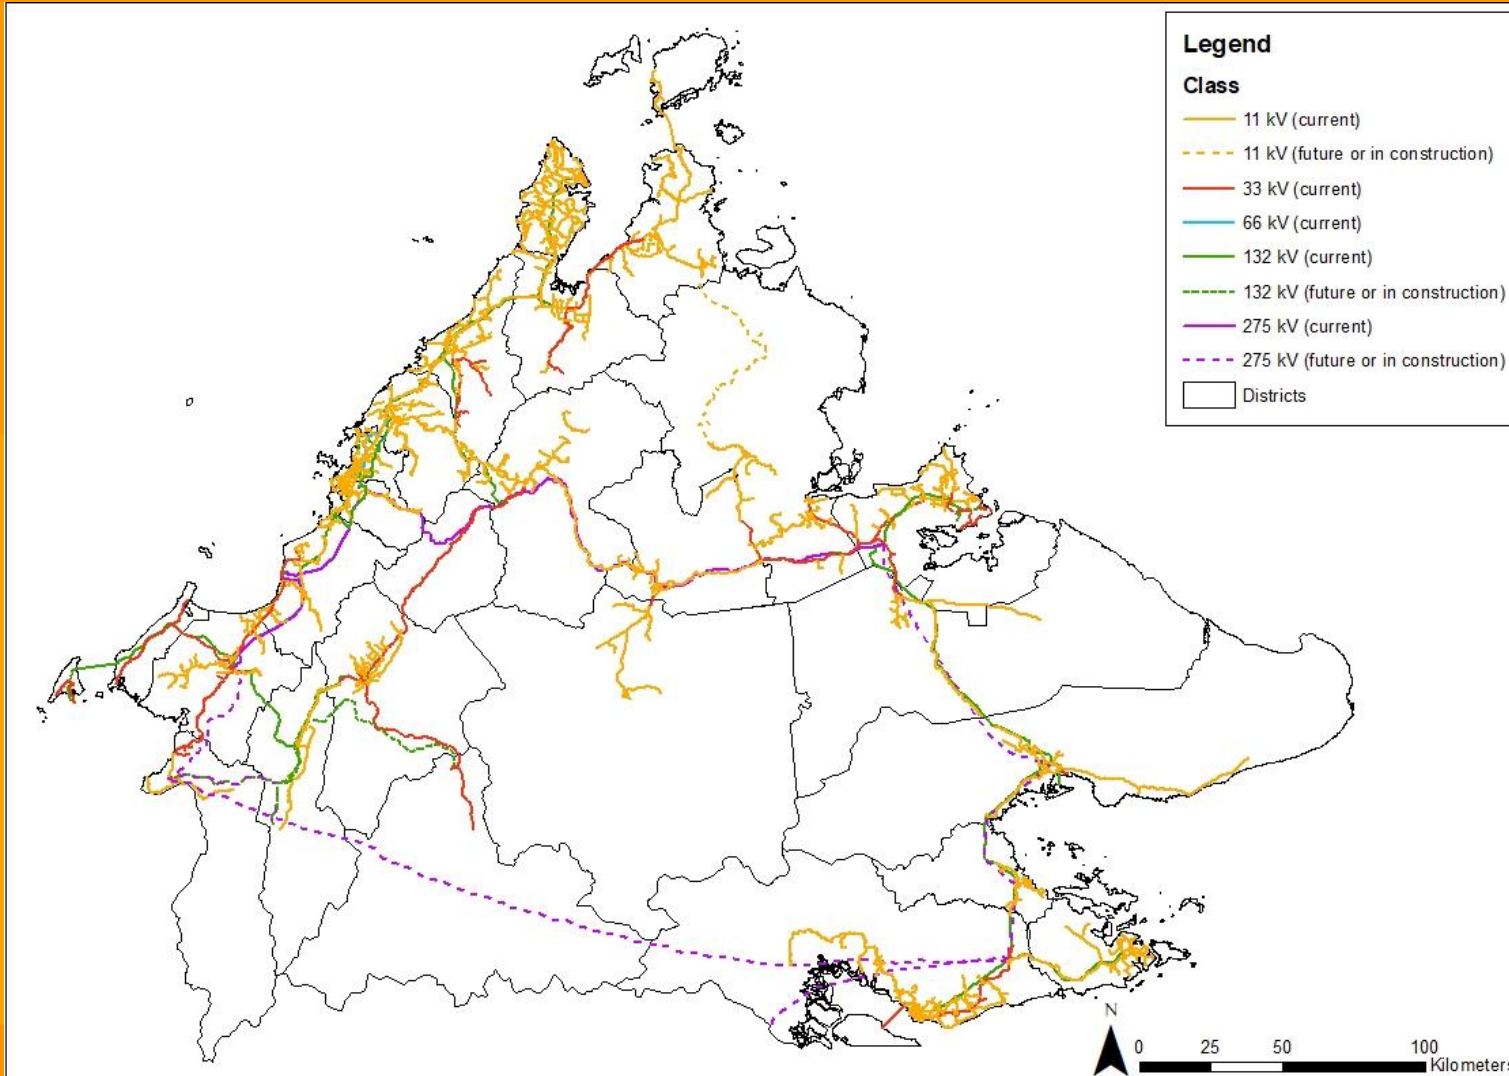 Legend
Class
11 kV (current)
11 kV (future or in construction)
33 kV (current)
66 kV (current)
132 kV (current)
132 kV (future or in construction)
275 kV (current)
275 kV (future or in construction)
Districts
N
0 25 50 100
Kilometers